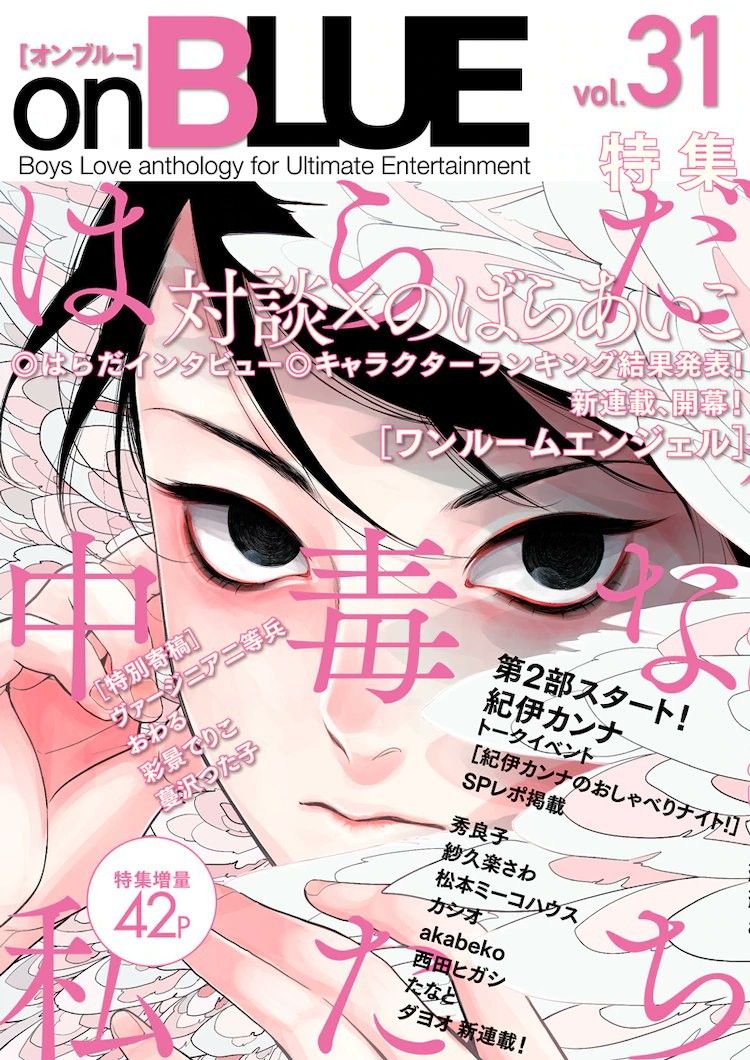 [オンブルー]
onBLUE
Boys Love anthology for Ultimate Entertainment
vol.31
特集
はらだ
対談×のばらあいこ
◎はらだインタビュー◎キャラクターランキング結果発表!
新連載、開幕!
[ワンルームエンジェル]
中毒な
[特別寄稿]
ヴァージニア二等兵
おわる
彩景でりこ
蔓沢つた子
第2部スタート!
紀伊カンナ
トークイベント
[紀伊カンナのおしゃべりナイト!]
SPレポ掲載
秀良子
紗久楽さわ
松本ミーコハウス
カシオ
akabeko
西田ヒガシ
たなと
ダヨオ 新連載!
特集増量
42P
私たち